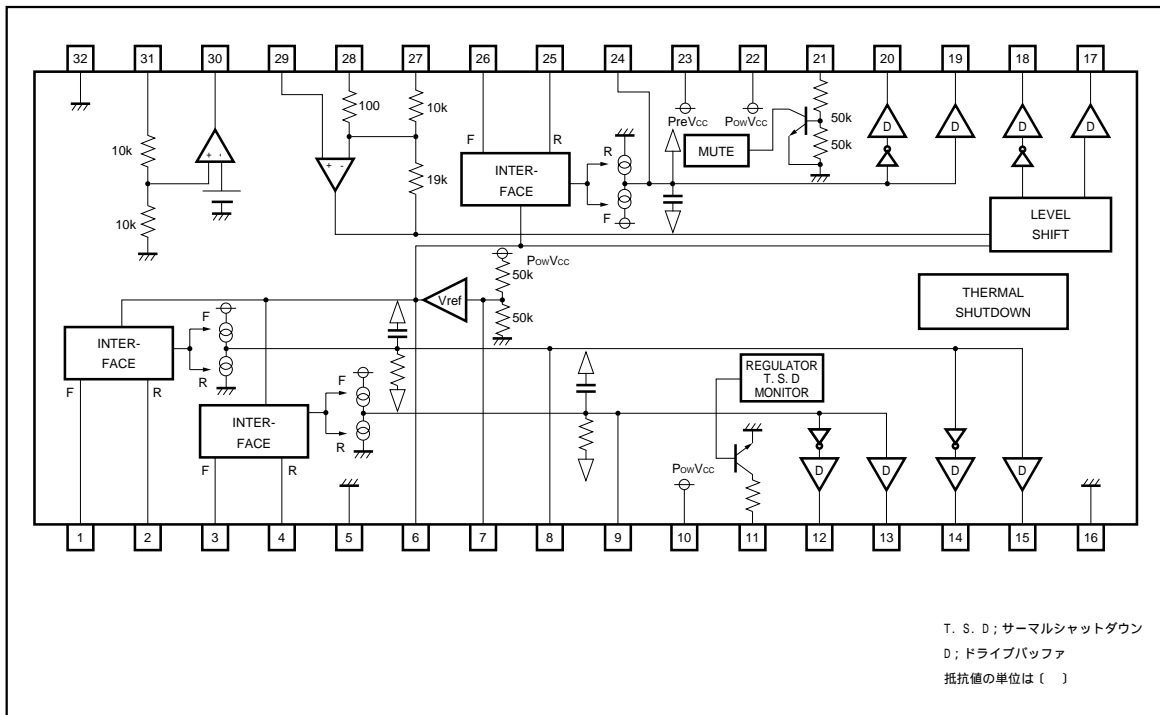 32 31 30 29 28 27 26 25 24 23 22 21 20 19 18 17
100 10k
F R
PreVCC POWVCC
50k
50k
10k
10k
+ -
+ -
19k
INTER-
FACE
R
F
MUTE
D D D D
LEVEL
SHIFT
POWVCC
50k
50k
Vref
THERMAL
SHUTDOWN
INTER-
FACE
F
R
F R
INTER-
FACE
F
R
F R
REGULATOR
T. S. D
MONITOR
POWVCC
D D D D
1 2 3 4 5 6 7 8 9 10 11 12 13 14 15 16
T. S. D ; サーマルシャットダウン
D ; ドライブバッファ
抵抗値の単位は〔 〕